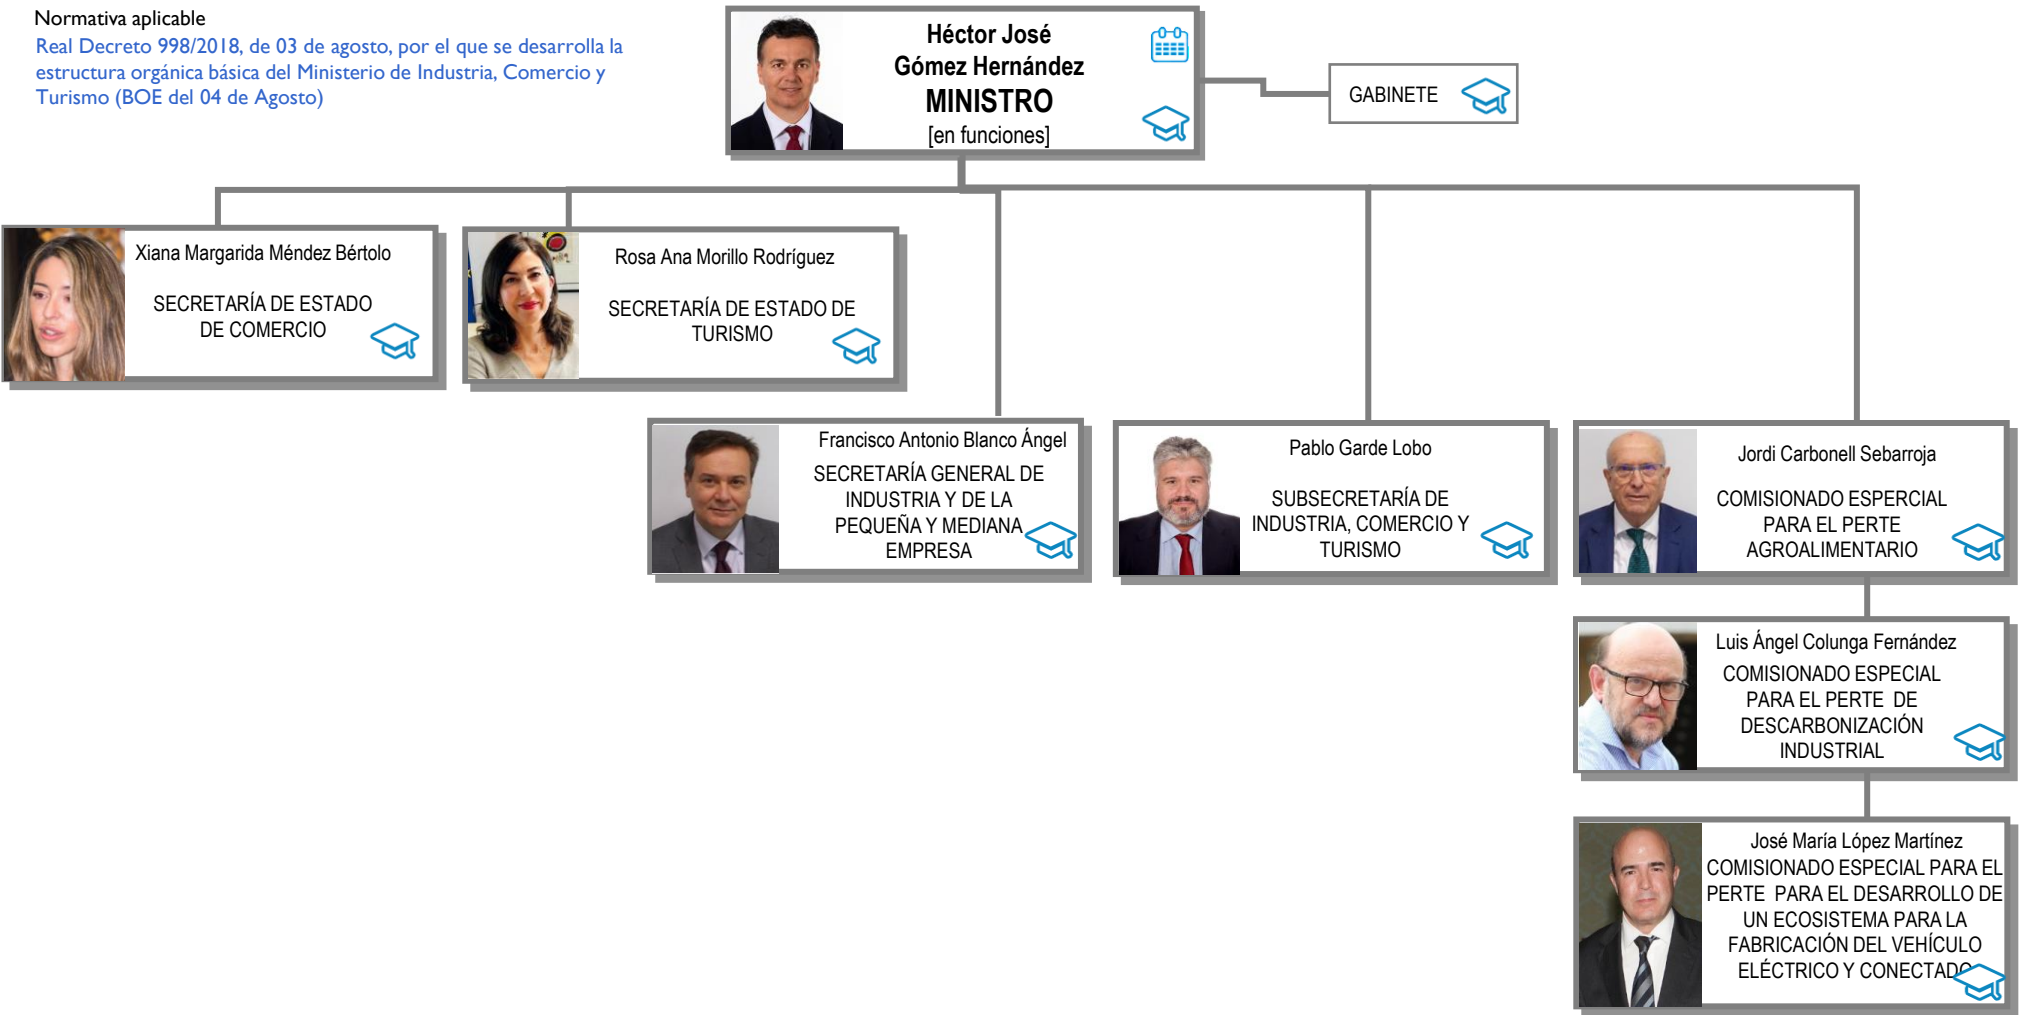 Normativa aplicable
Real Decreto 998/2018, de 03 de agosto, por el que se desarrolla la
estructura orgánica básica del Ministerio de Industria, Comercio y
Turismo (BOE del 04 de Agosto)
Héctor José
Gómez Hernández
MINISTRO
[en funciones]
GABINETE
Xiana Margarida Méndez Bértolo
SECRETARÍA DE ESTADO
DE COMERCIO
Rosa Ana Morillo Rodríguez
SECRETARÍA DE ESTADO DE
TURISMO
Francisco Antonio Blanco Ángel
SECRETARÍA GENERAL DE
INDUSTRIA Y DE LA
PEQUEÑA Y MEDIANA
EMPRESA
Pablo Garde Lobo
SUBSECRETARÍA DE
INDUSTRIA, COMERCIO Y
TURISMO
Jordi Carbonell Sebarroja
COMISIONADO ESPERCIAL
PARA EL PERTE
AGROALIMENTARIO
Luis Ángel Colunga Fernández
COMISIONADO ESPECIAL
PARA EL PERTE DE
DESCARBONIZACIÓN
INDUSTRIAL
José María López Martínez
COMISIONADO ESPECIAL PARA EL
PERTE PARA EL DESARROLLO DE
UN ECOSISTEMA PARA LA
FABRICACIÓN DEL VEHÍCULO
ELÉCTRICO Y CONECTADO